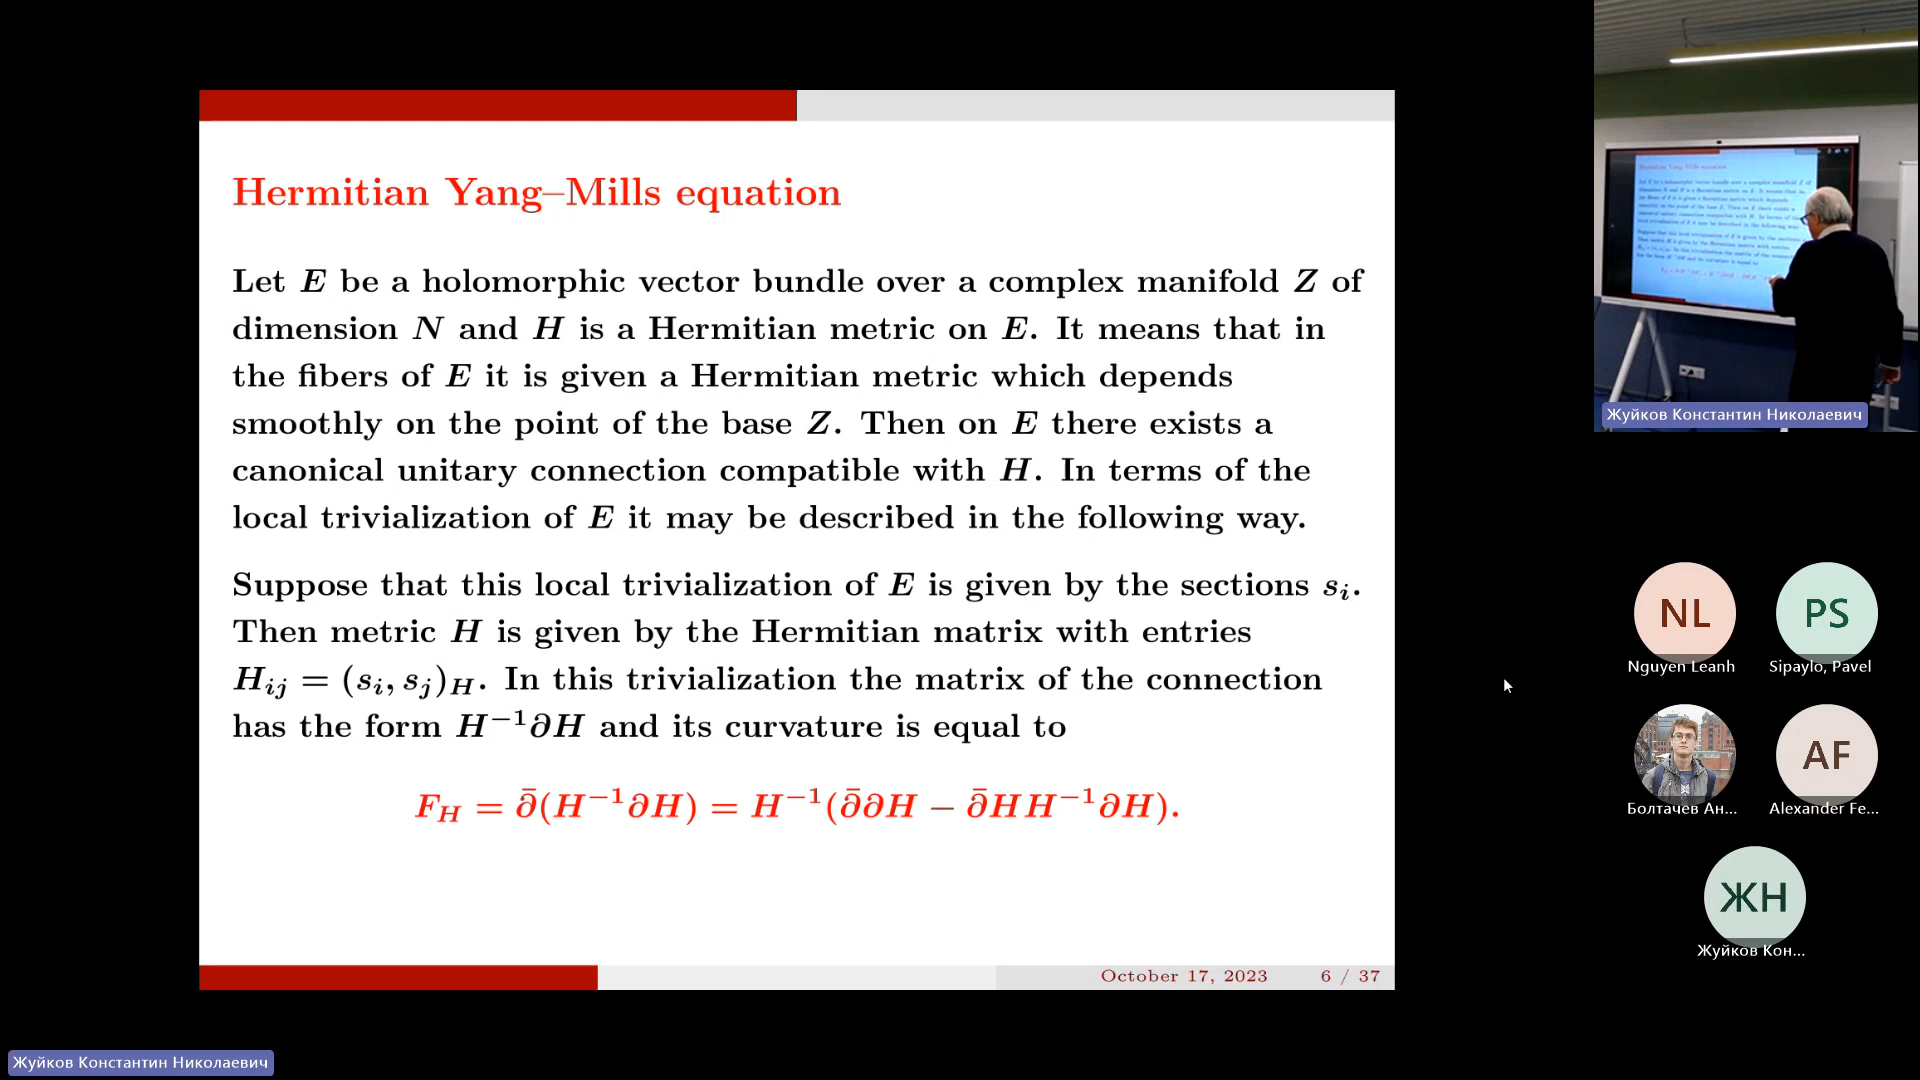 Hermitian Yang–Mills equation
Let E be a holomorphic vector bundle over a complex manifold Z of
dimension N and H is a Hermitian metric on E. It means that in
the fibers of E it is given a Hermitian metric which depends
smoothly on the point of the base Z. Then on E there exists a
canonical unitary connection compatible with H. In terms of the
local trivialization of E it may be described in the following way.
Suppose that this local trivialization of E is given by the sections sᵢ.
Then metric H is given by the Hermitian matrix with entries
Hᵢⱼ = (sᵢ, sⱼ)_H. In this trivialization the matrix of the connection
has the form H⁻¹∂H and its curvature is equal to
F_H = ∂̄(H⁻¹∂H) = H⁻¹(∂̄∂H − ∂̄HH⁻¹∂H).
October 17, 2023 6 / 37
Жуйков Константин Николаевич
NL
Nguyen Leanh
PS
Sipaylo, Pavel
Болтачев Ан...
AF
Alexander Fe...
ЖН
Жуйков Кон...
Жуйков Константин Николаевич